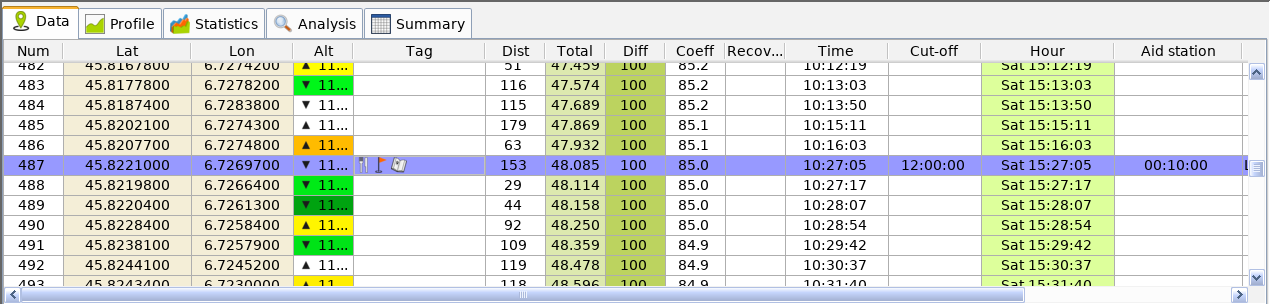 Data Profile Statistics Analysis Summary
Num Lat Lon Alt Tag Dist Total Diff Coeff Recov... Time Cut-off Hour Aid station
482 45.8167800 6.7274200 ▲ 11... 51 47.459 100 85.2 10:12:19 Sat 15:12:19
483 45.8177800 6.7278200 ▼ 11... 116 47.574 100 85.2 10:13:03 Sat 15:13:03
484 45.8187400 6.7283800 ▼ 11... 115 47.689 100 85.2 10:13:50 Sat 15:13:50
485 45.8202100 6.7274300 ▲ 11... 179 47.869 100 85.1 10:15:11 Sat 15:15:11
486 45.8207700 6.7274800 ▲ 11... 63 47.932 100 85.1 10:16:03 Sat 15:16:03
487 45.8221000 6.7269700 ▼ 11... 153 48.085 100 85.0 10:27:05 12:00:00 Sat 15:27:05 00:10:00
488 45.8219800 6.7266400 ▼ 11... 29 48.114 100 85.0 10:27:17 Sat 15:27:17
489 45.8220400 6.7261300 ▼ 11... 44 48.158 100 85.0 10:28:07 Sat 15:28:07
490 45.8228400 6.7258400 ▲ 11... 92 48.250 100 85.0 10:28:54 Sat 15:28:54
491 45.8238100 6.7257900 ▼ 11... 109 48.359 100 84.9 10:29:42 Sat 15:29:42
492 45.8244100 6.7245200 ▲ 11... 119 48.478 100 84.9 10:30:37 Sat 15:30:37
493 45.8243400 6.7230000 ▲ 11... 118 48.596 100 84.9 10:31:40 Sat 15:31:40